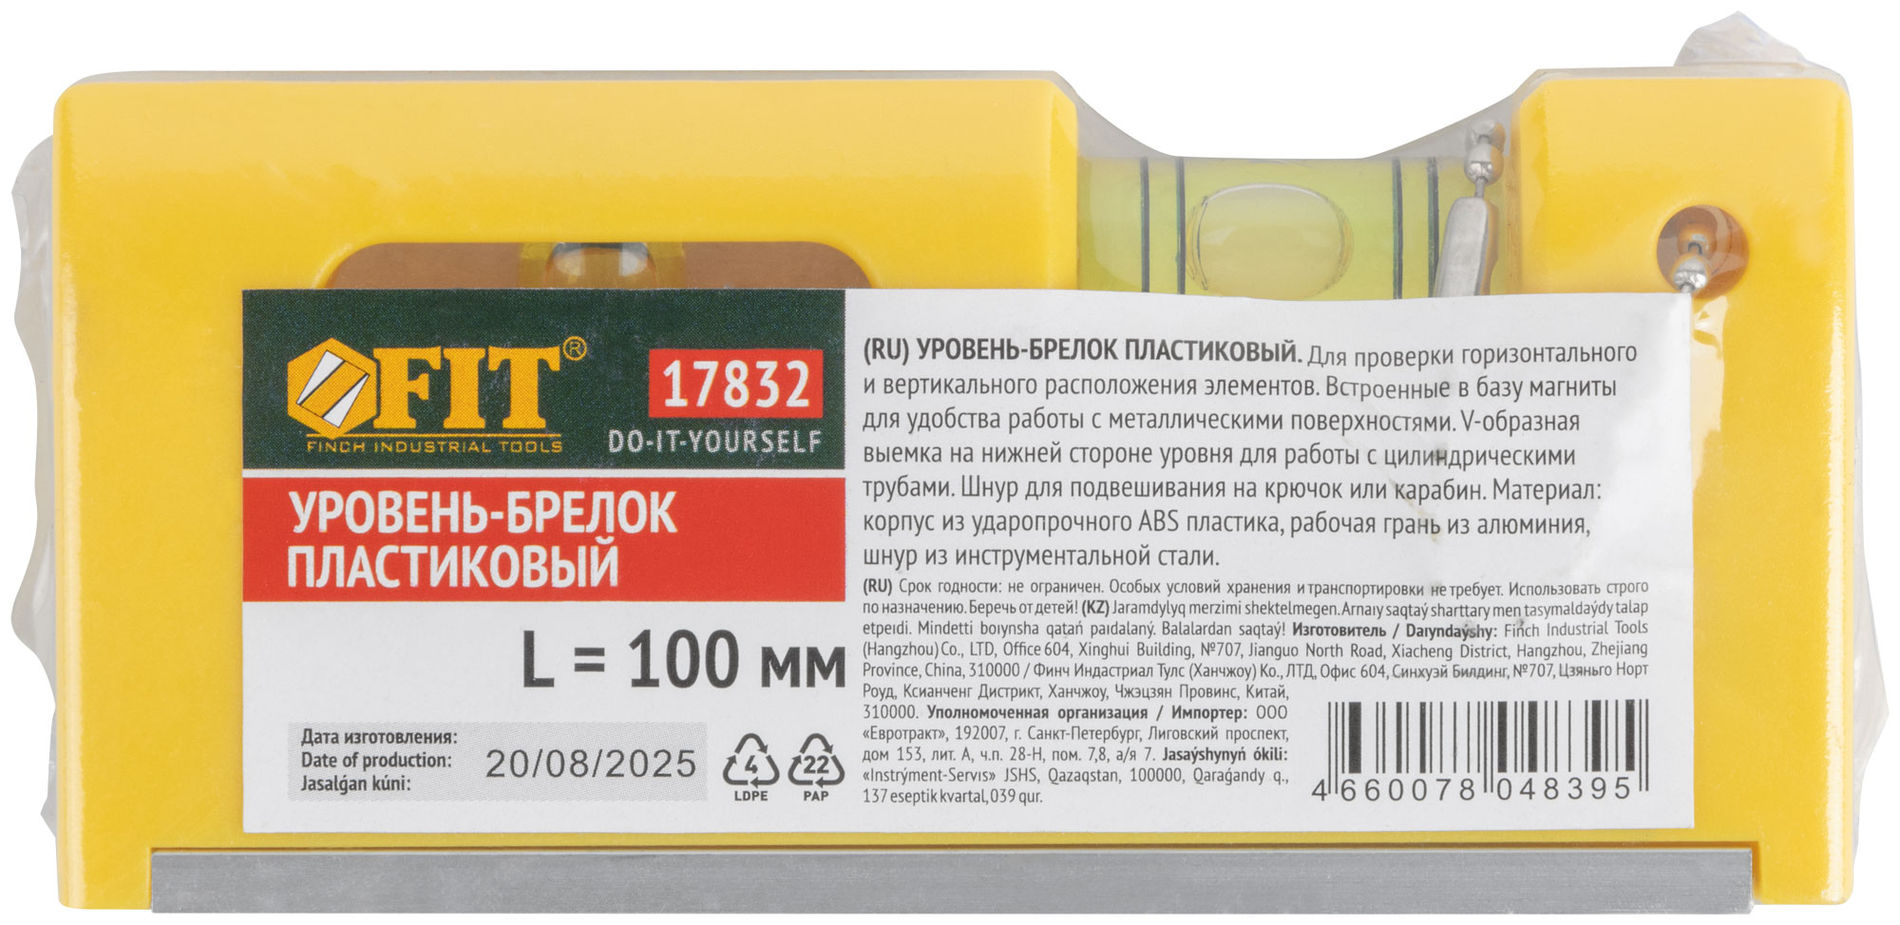 FIT®
FINCH INDUSTRIAL TOOLS
17832
DO-IT-YOURSELF
УРОВЕНЬ-БРЕЛОК
ПЛАСТИКОВЫЙ
L = 100 мм
Дата изготовления:
Date of production:
Jasalǵan kúni:
20/08/2025
4
LDPE
22
PAP
(RU) УРОВЕНЬ-БРЕЛОК ПЛАСТИКОВЫЙ. Для проверки горизонтального
и вертикального расположения элементов. Встроенные в базу магниты
для удобства работы с металлическими поверхностями. V-образная
выемка на нижней стороне уровня для работы с цилиндрическими
трубами. Шнур для подвешивания на крючок или карабин. Материал:
корпус из ударопрочного ABS пластика, рабочая грань из алюминия,
шнур из инструментальной стали.
(RU) Срок годности: не ограничен. Особых условий хранения и транспортировки не требует. Использовать строго
по назначению. Беречь от детей! (KZ) Jaramdylyq merzimi shektelmegen. Arnaıy saqtaý sharttary men tasymaldaýdy talap
etpeıdi. Mindetti boıynsha qatań paıdalaný. Balalardan saqtaý! Изготовитель / Daıyndaýshy: Finch Industrial Tools
(Hangzhou) Co., LTD, Office 604, Xinghui Building, №707, Jianguo North Road, Xiacheng District, Hangzhou, Zhejiang
Province, China, 310000 / Финч Индастриал Тулс (Ханчжоу) Ко., ЛТД, Офис 604, Синхуэй Билдинг, №707, Цзяньго Норт
Роуд, Ксианченг Дистрикт, Ханчжоу, Чжэцзян Провинс, Китай,
310000. Уполномоченная организация / Импортер: ООО
«Евротракт», 192007, г. Санкт-Петербург, Лиговский проспект,
дом 153, лит. А, ч.п. 28-Н, пом. 7,8, а/я 7. Jasaýshynyń ókili:
«Instrýment-Servıs» JSHS, Qazaqstan, 100000, Qaraǵandy q.,
137 eseptik kvartal, 039 qur.
4 660078 048395